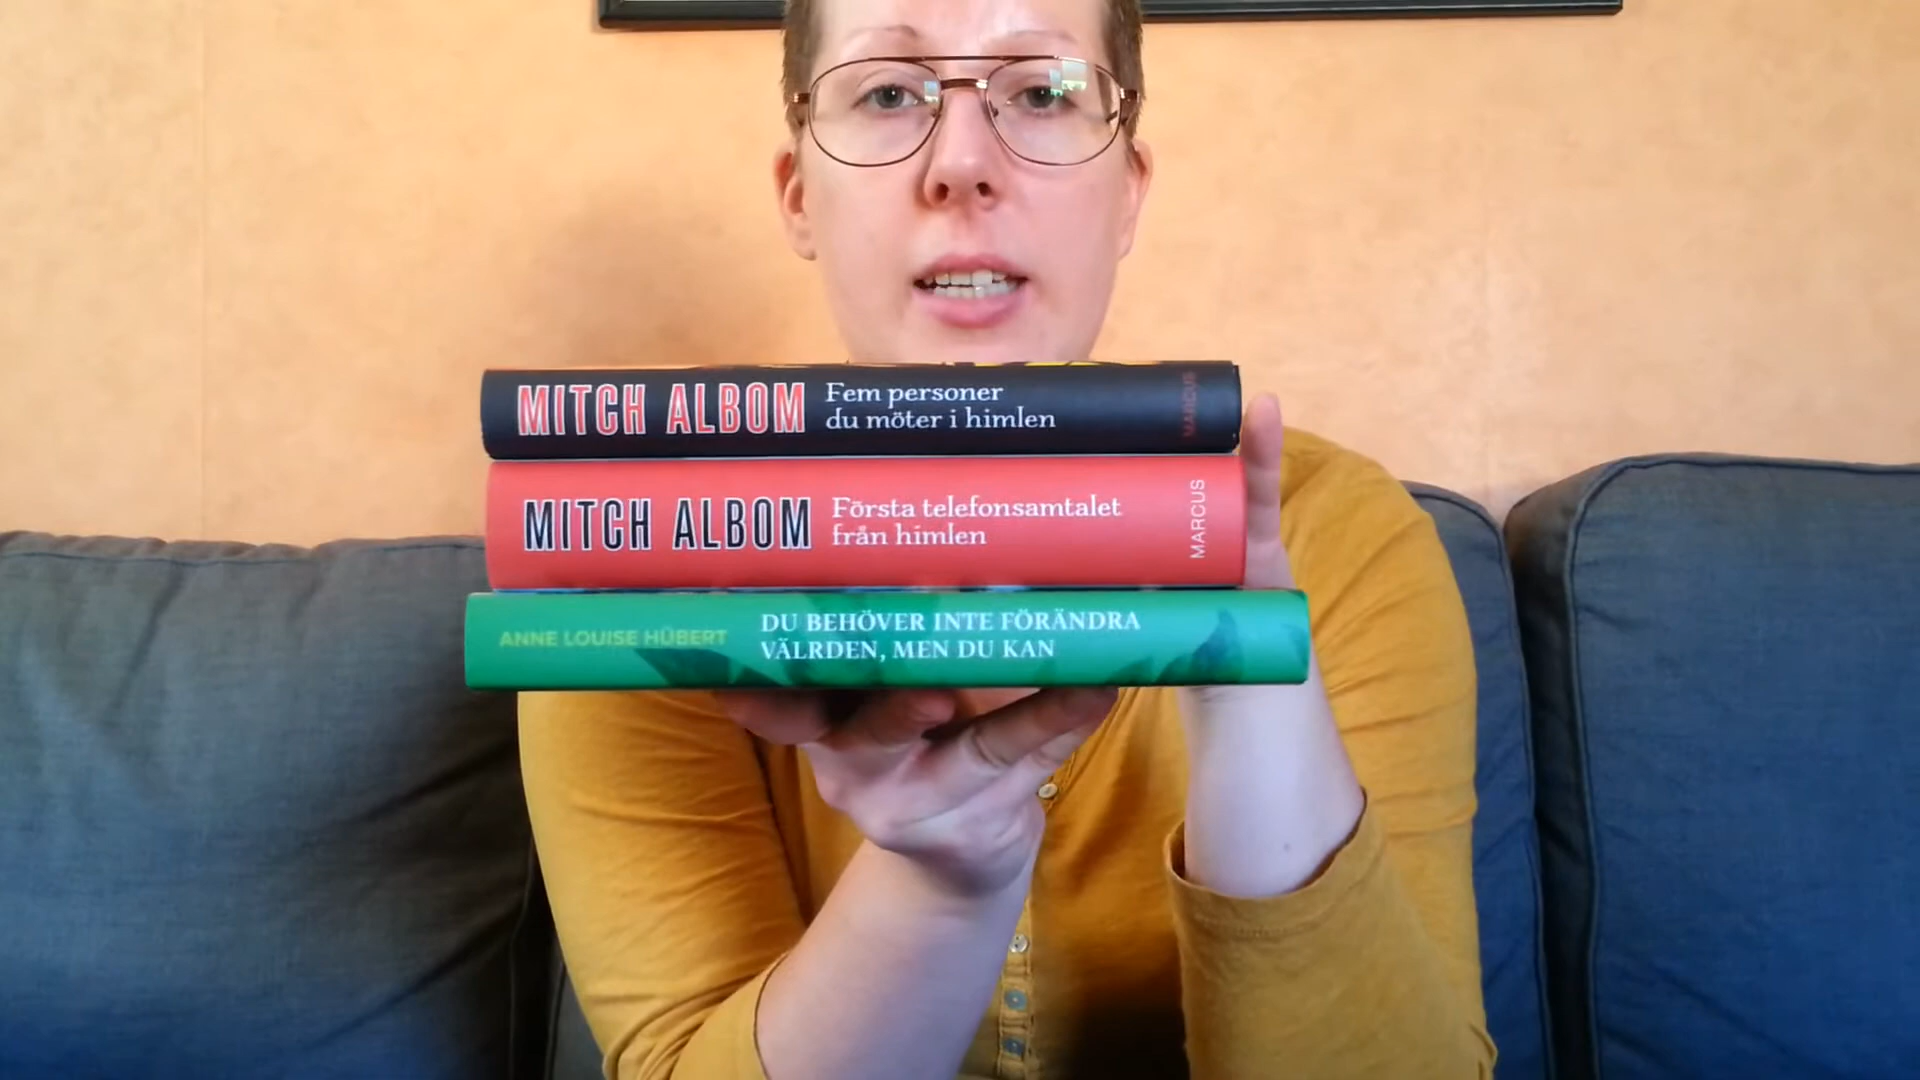 MITCH ALBOM
Fem personer
du möter i himlen
MARCUS
MITCH ALBOM
Första telefonsamtalet
från himlen
MARCUS
ANNE LOUISE HÜBERT
DU BEHÖVER INTE FÖRÄNDRA
VÄLRDEN, MEN DU KAN